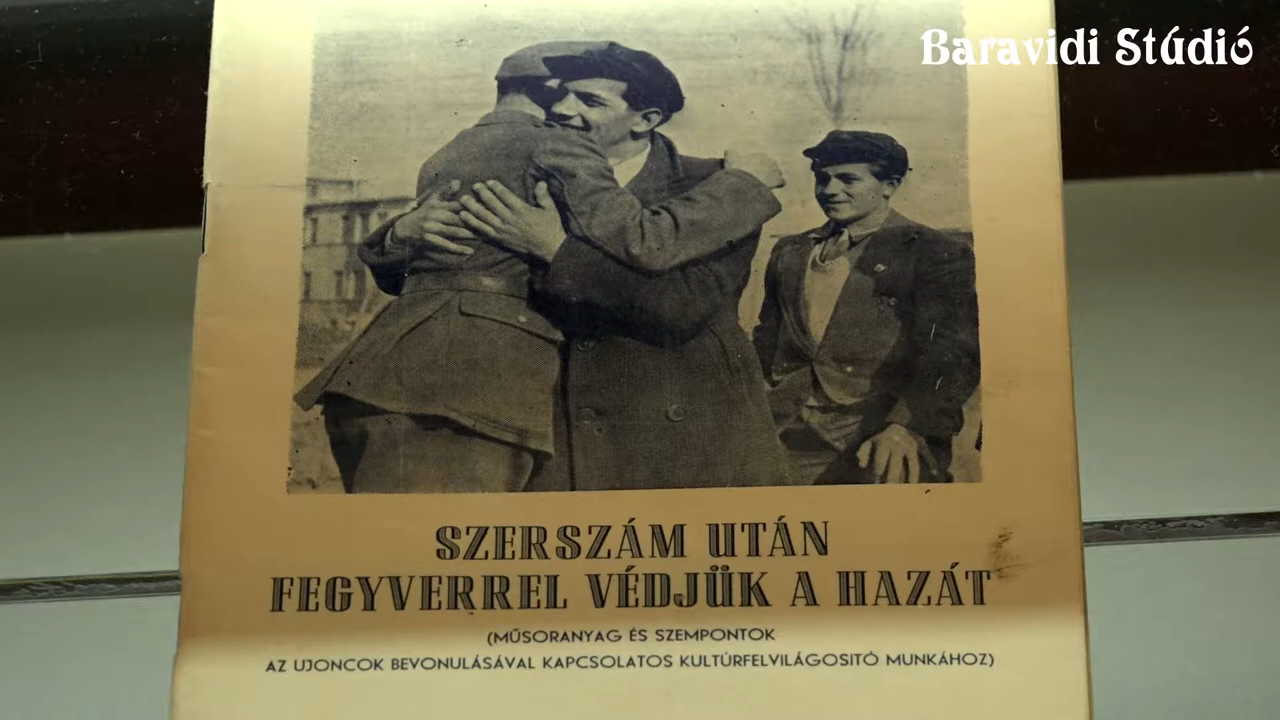 Baravidi Stúdió
SZERSZÁM UTÁN
FEGYVERREL VÉDJÜK A HAZÁT
(MŰSORANYAG ÉS SZEMPONTOK
AZ UJONCOK BEVONULÁSÁVAL KAPCSOLATOS KULTÚRFELVILÁGOSITÓ MUNKÁHOZ)